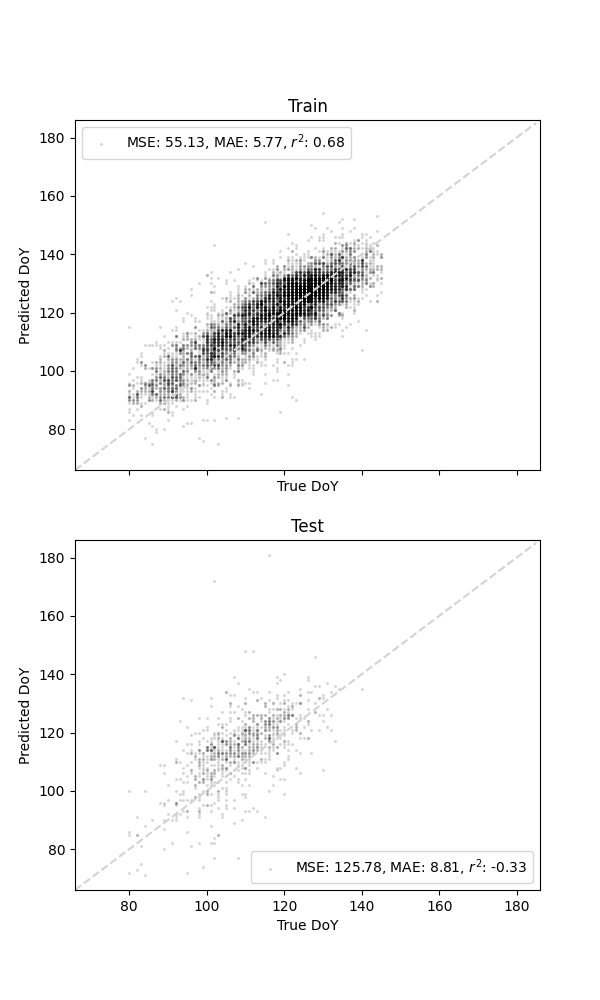 Train
MSE: 55.13, MAE: 5.77, r²: 0.68
180
160
140
120
100
80
Predicted DoY
True DoY
Test
180
160
140
120
100
80
Predicted DoY
MSE: 125.78, MAE: 8.81, r²: -0.33
80 100 120 140 160 180
True DoY